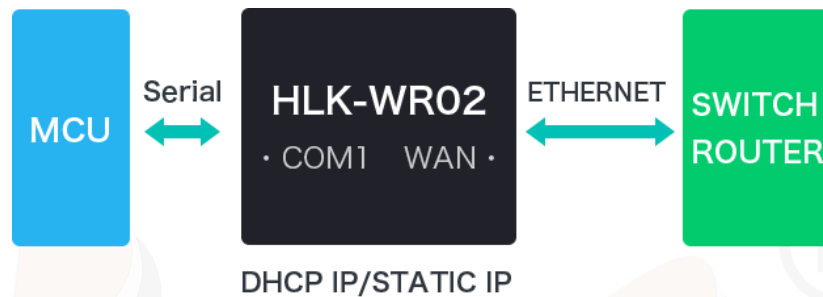 MCU
Serial
HLK-WR02
· COM1 WAN ·
ETHERNET
SWITCH
ROUTER
DHCP IP/STATIC IP